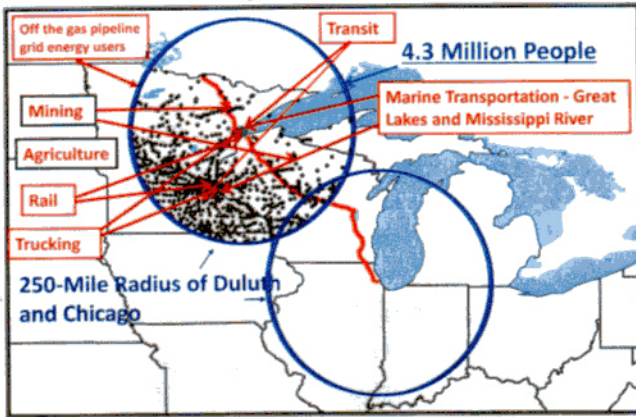 Off the gas pipeline
grid energy users
Transit
4.3 Million People
Mining
Marine Transportation - Great
Lakes and Mississippi River
Agriculture
Rail
Trucking
250-Mile Radius of Duluth
and Chicago